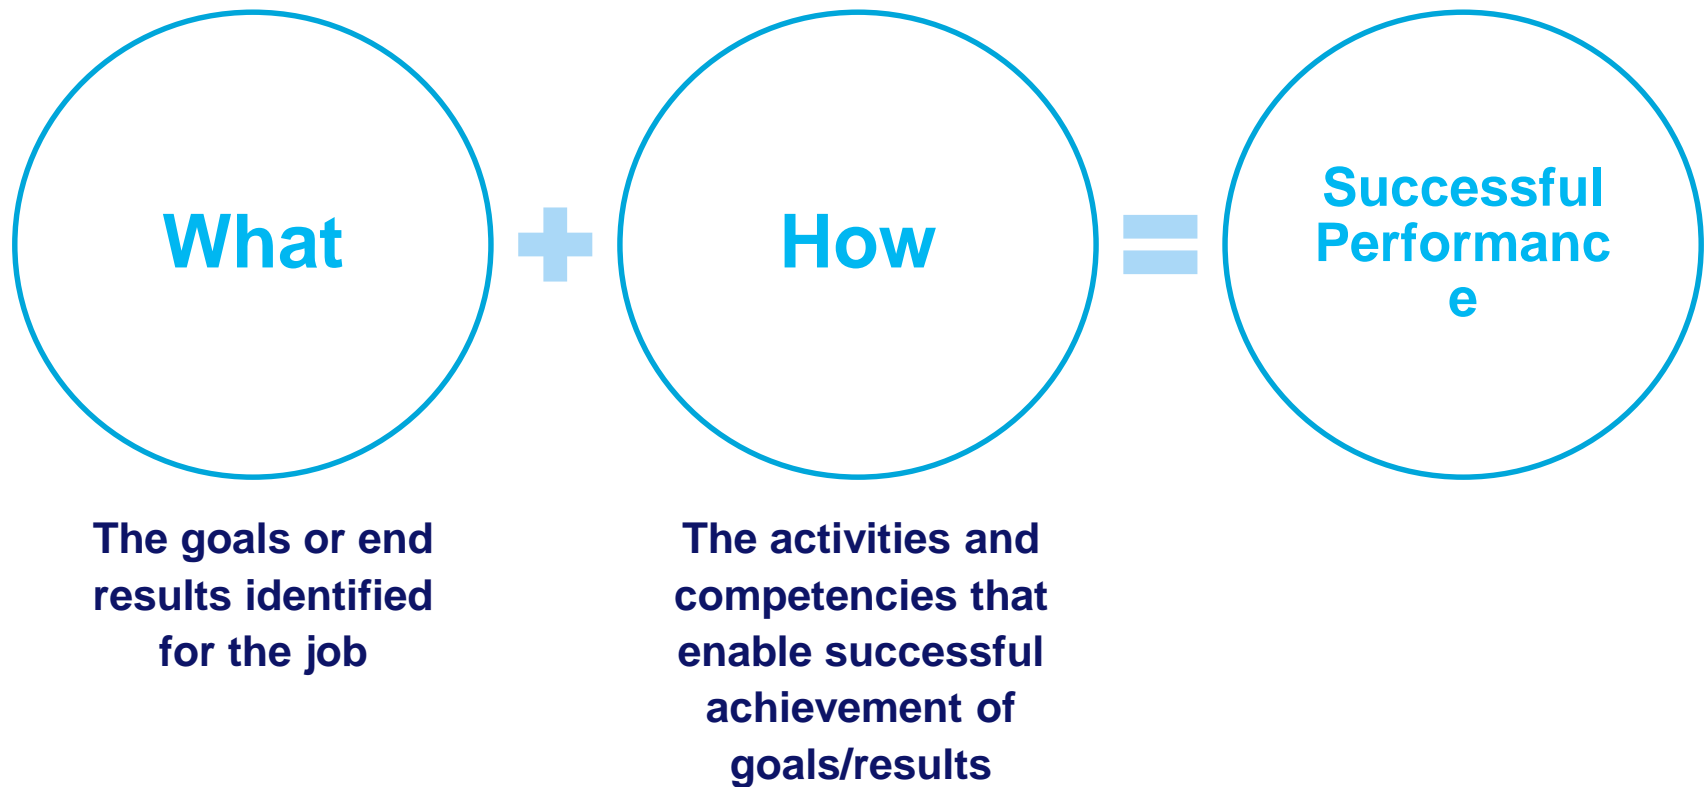 What
How
Successful
Performanc
e
The goals or end
results identified
for the job
The activities and
competencies that
enable successful
achievement of
goals/results